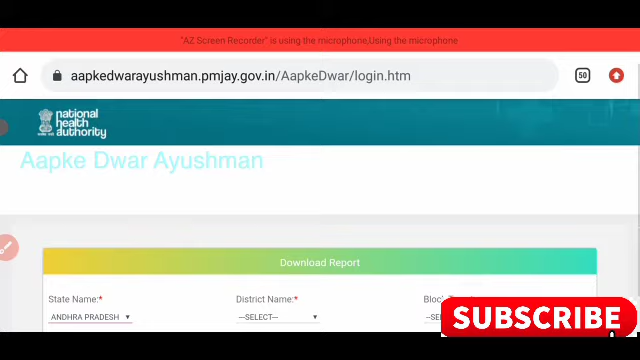 "AZ Screen Recorder" is using the microphone,Using the microphone
aapkedwarayushman.pmjay.gov.in/AapkeDwar/login.htm
50
national
health
authority
Aapke Dwar Ayushman
Download Report
State Name:* District Name:*
ANDHRA PRADESH ---SELECT---
SUBSCRIBE